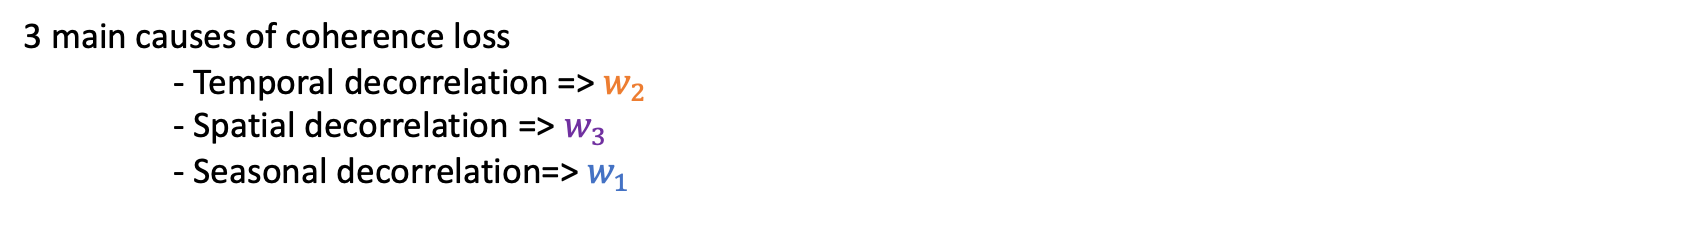 3 main causes of coherence loss
- Temporal decorrelation => w₂
- Spatial decorrelation => w₃
- Seasonal decorrelation=> w₁